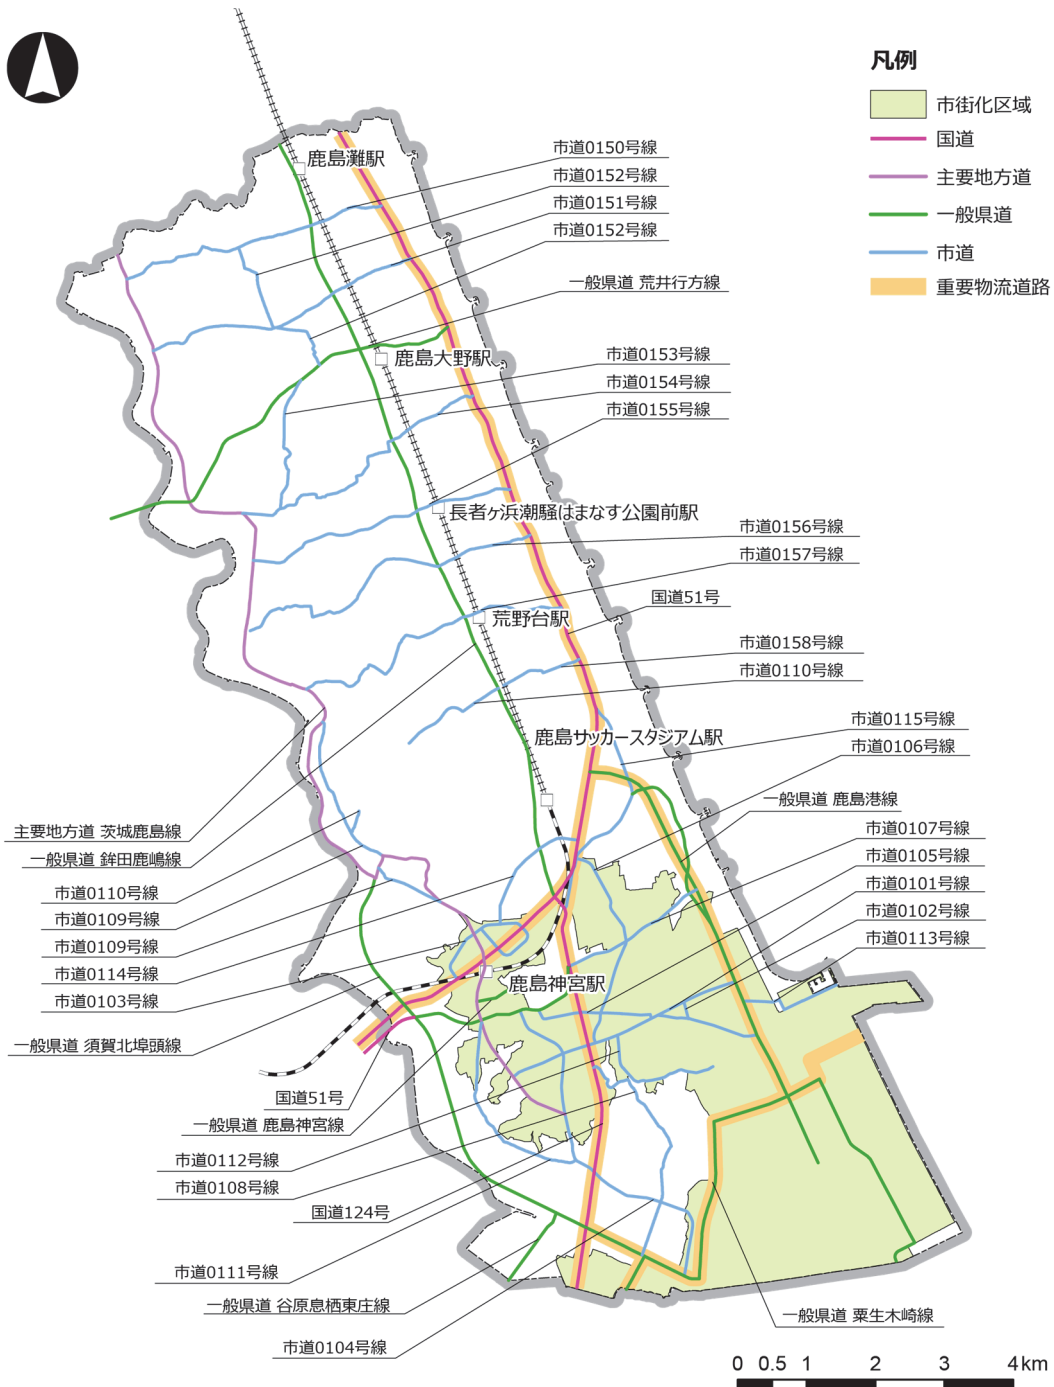 凡例
市街化区域
国道
主要地方道
一般県道
市道
重要物流道路
鹿島灘駅
市道0150号線
市道0152号線
市道0151号線
市道0152号線
一般県道 荒井行方線
鹿島大野駅
市道0153号線
市道0154号線
市道0155号線
長者ヶ浜潮騒はまなす公園前駅
市道0156号線
市道0157号線
国道51号
荒野台駅
市道0158号線
市道0110号線
鹿島サッカースタジアム駅
市道0115号線
市道0106号線
一般県道 鹿島港線
市道0107号線
市道0105号線
市道0101号線
市道0102号線
市道0113号線
主要地方道 茨城鹿島線
一般県道 鉾田鹿嶋線
市道0110号線
市道0109号線
市道0109号線
市道0114号線
市道0103号線
鹿島神宮駅
一般県道 須賀北埠頭線
国道51号
一般県道 鹿島神宮線
市道0112号線
市道0108号線
国道124号
市道0111号線
一般県道 谷原息栖東庄線
市道0104号線
一般県道 粟生木崎線
0 0.5 1 2 3 4km